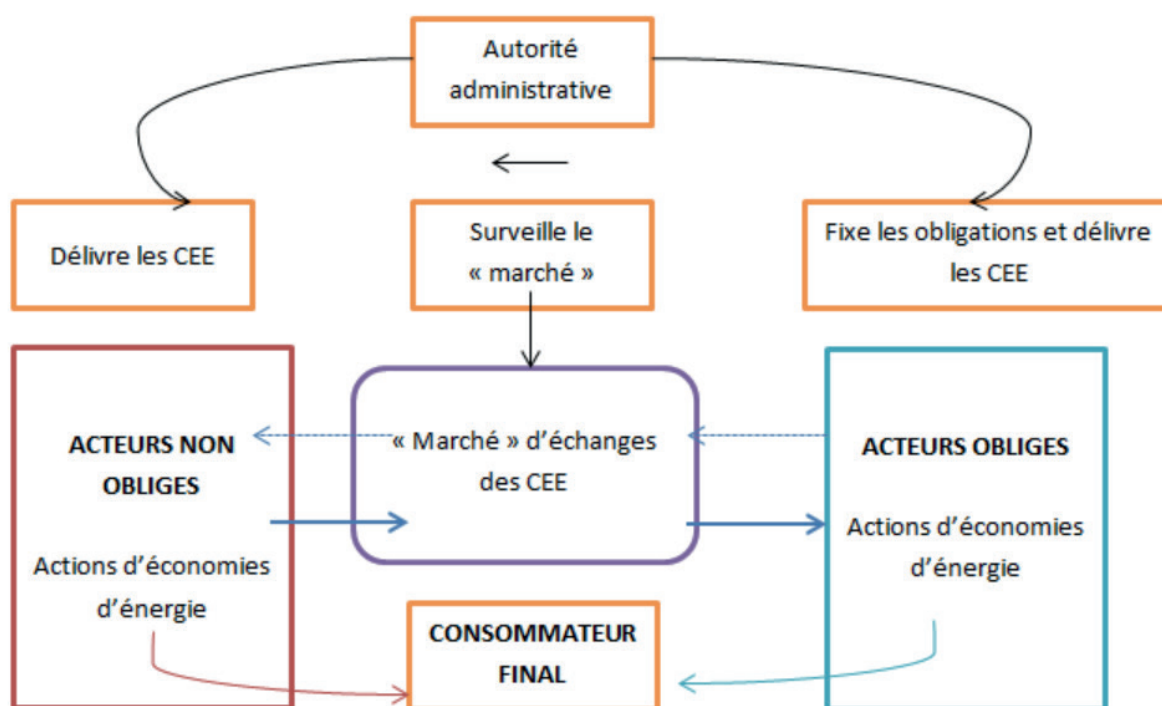 Autorité
administrative
Délivre les CEE
Surveille le
« marché »
Fixe les obligations et délivre
les CEE
ACTEURS NON
OBLIGES
Actions d’économies
d’énergie
« Marché » d’échanges
des CEE
ACTEURS OBLIGES
Actions d’économies
d’énergie
CONSOMMATEUR
FINAL